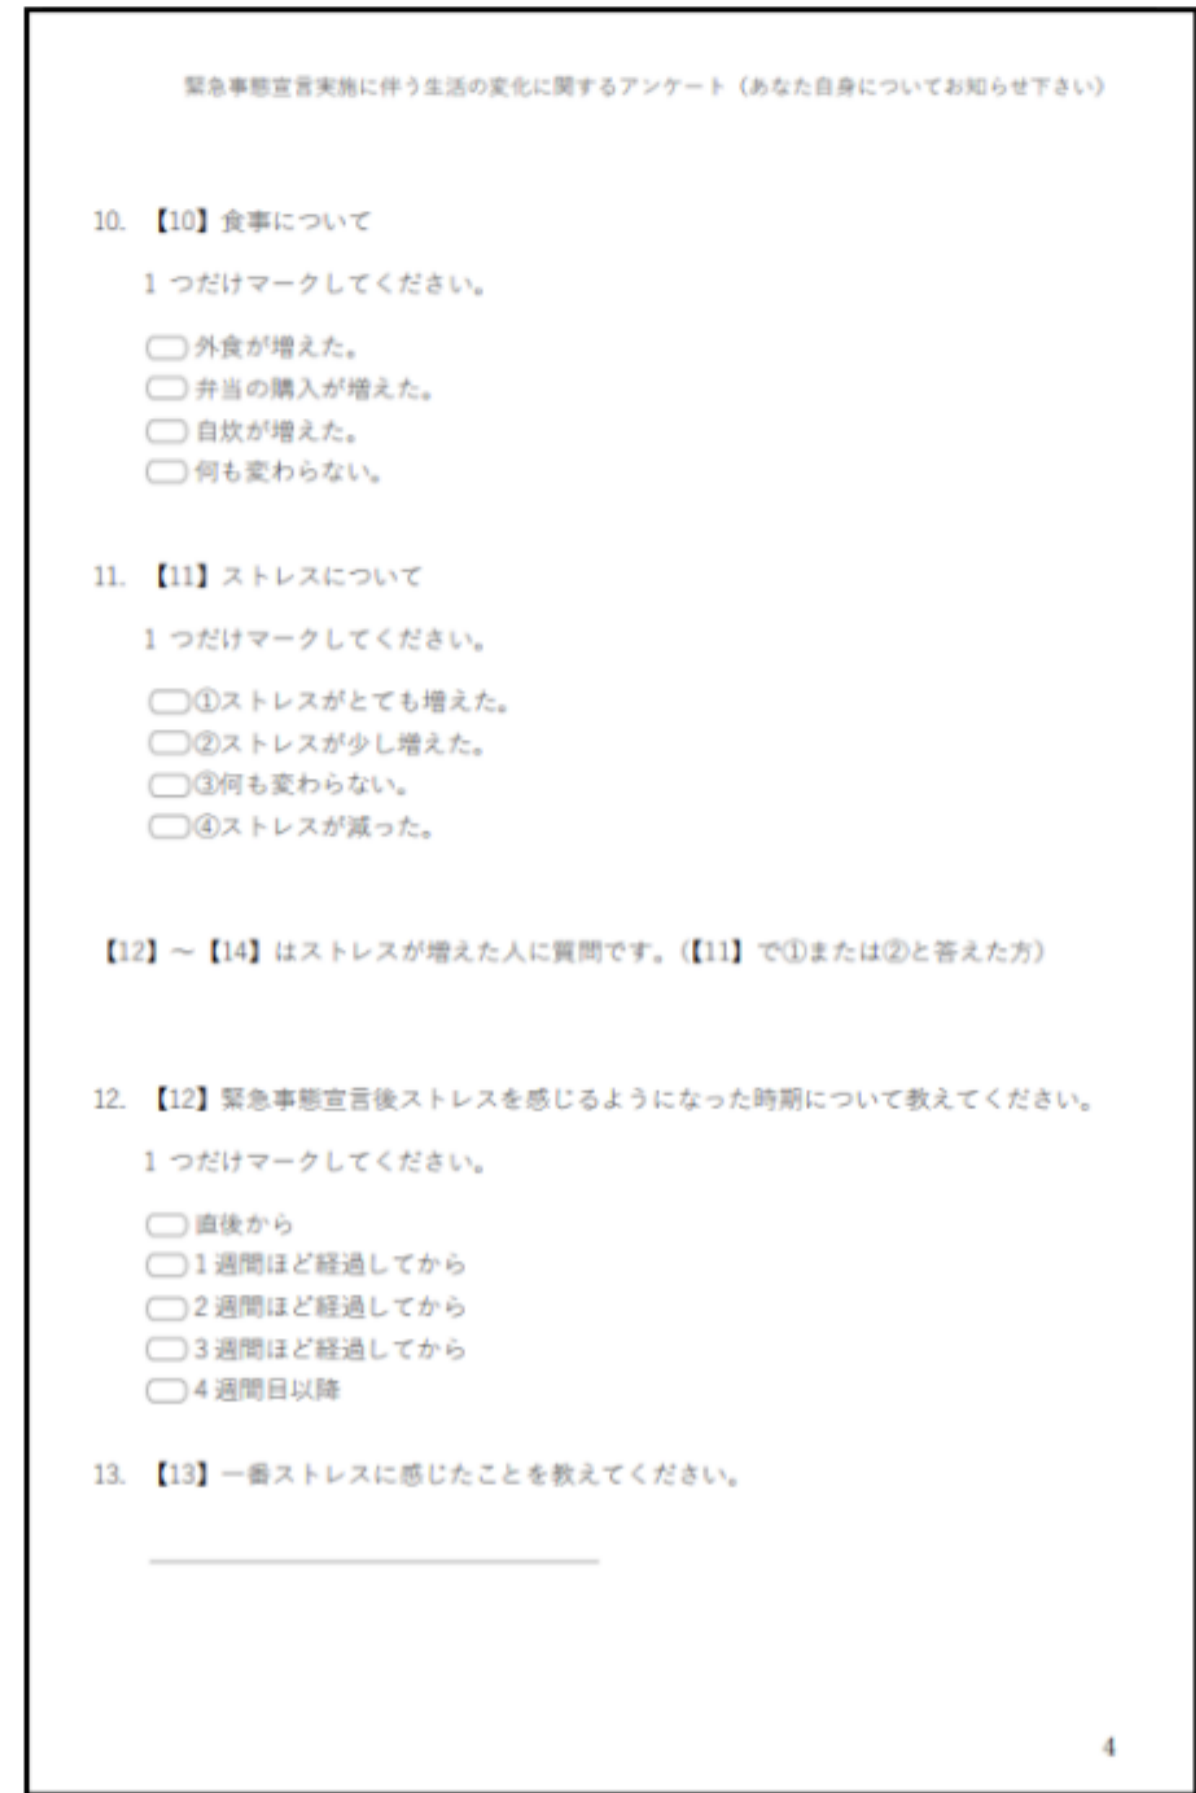 緊急事態宣言実施に伴う生活の変化に関するアンケート（あなた自身についてお知らせ下さい）
10. 【10】食事について
1 つだけマークしてください。
外食が増えた。
弁当の購入が増えた。
自炊が増えた。
何も変わらない。
11. 【11】ストレスについて
1 つだけマークしてください。
①ストレスがとても増えた。
②ストレスが少し増えた。
③何も変わらない。
④ストレスが減った。
【12】～【14】はストレスが増えた人に質問です。（【11】で①または②と答えた方）
12. 【12】緊急事態宣言後ストレスを感じるようになった時期について教えてください。
1 つだけマークしてください。
直後から
1 週間ほど経過してから
2 週間ほど経過してから
3 週間ほど経過してから
4 週間目以降
13. 【13】一番ストレスに感じたことを教えてください。
4